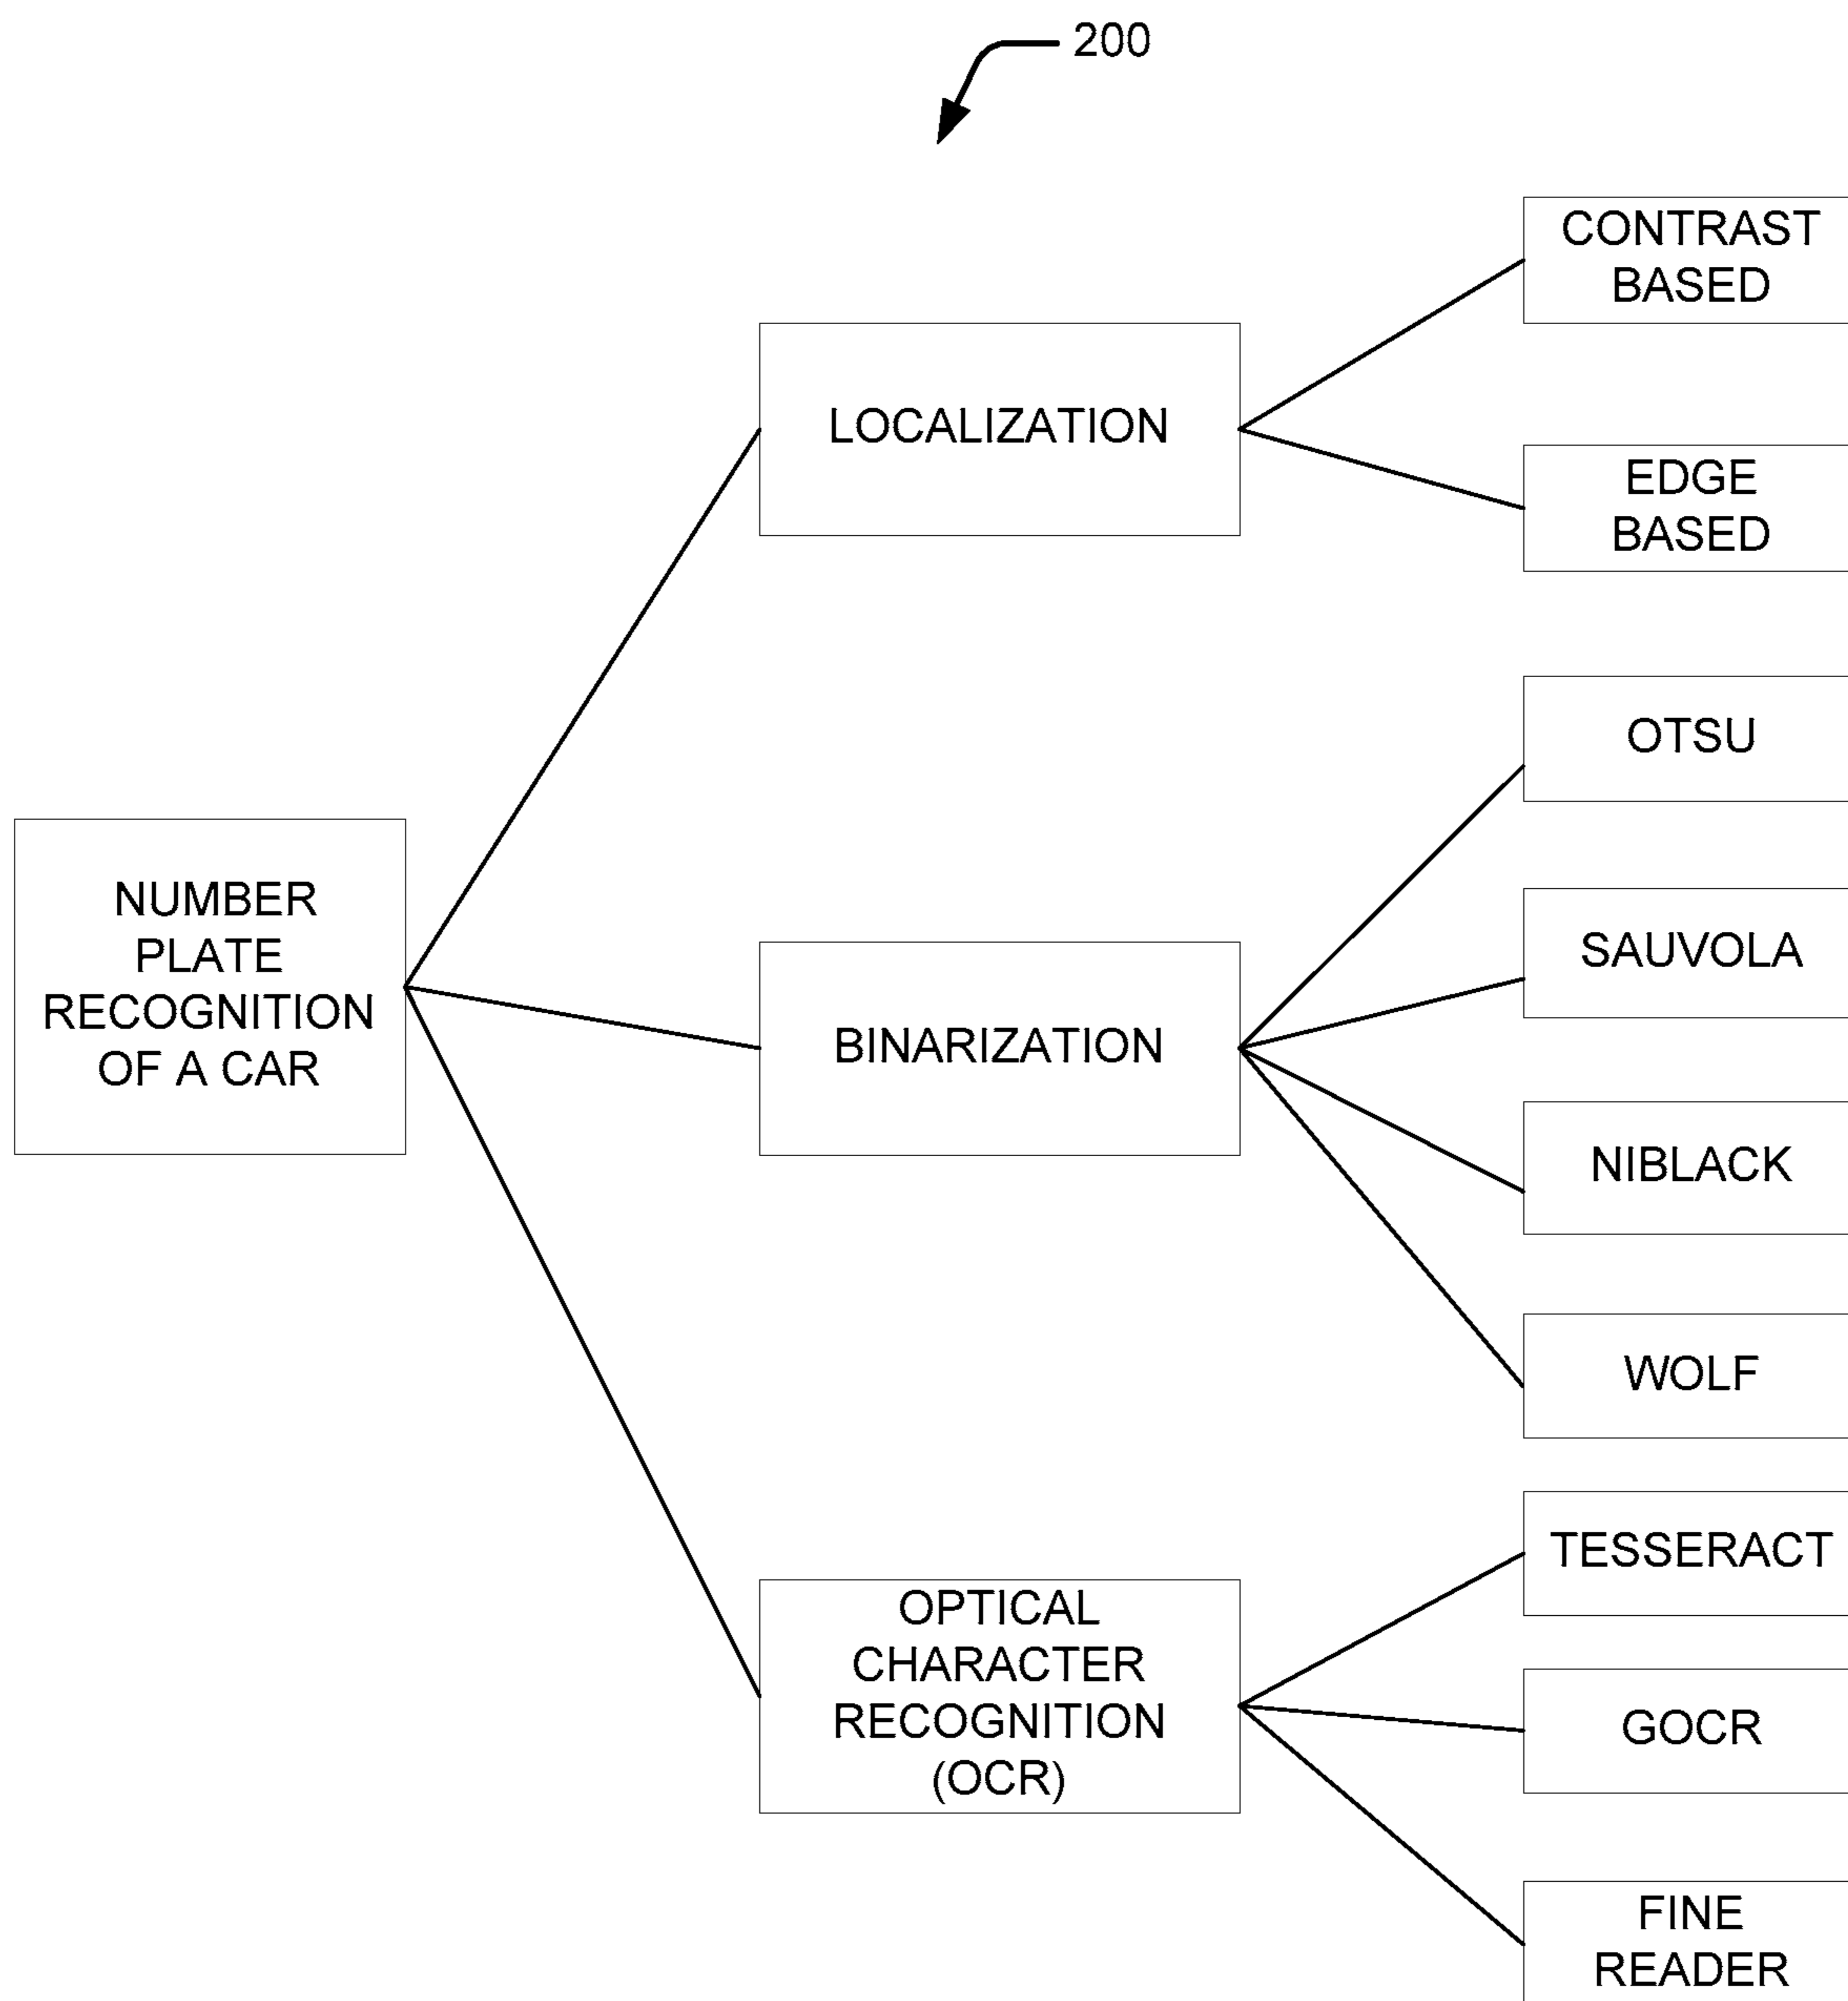 200
CONTRAST
BASED
LOCALIZATION
EDGE
BASED
OTSU
NUMBER
PLATE
RECOGNITION
OF A CAR
SAUVOLA
BINARIZATION
NIBLACK
WOLF
TESSERACT
OPTICAL
CHARACTER
RECOGNITION
(OCR)
GOCR
FINE
READER